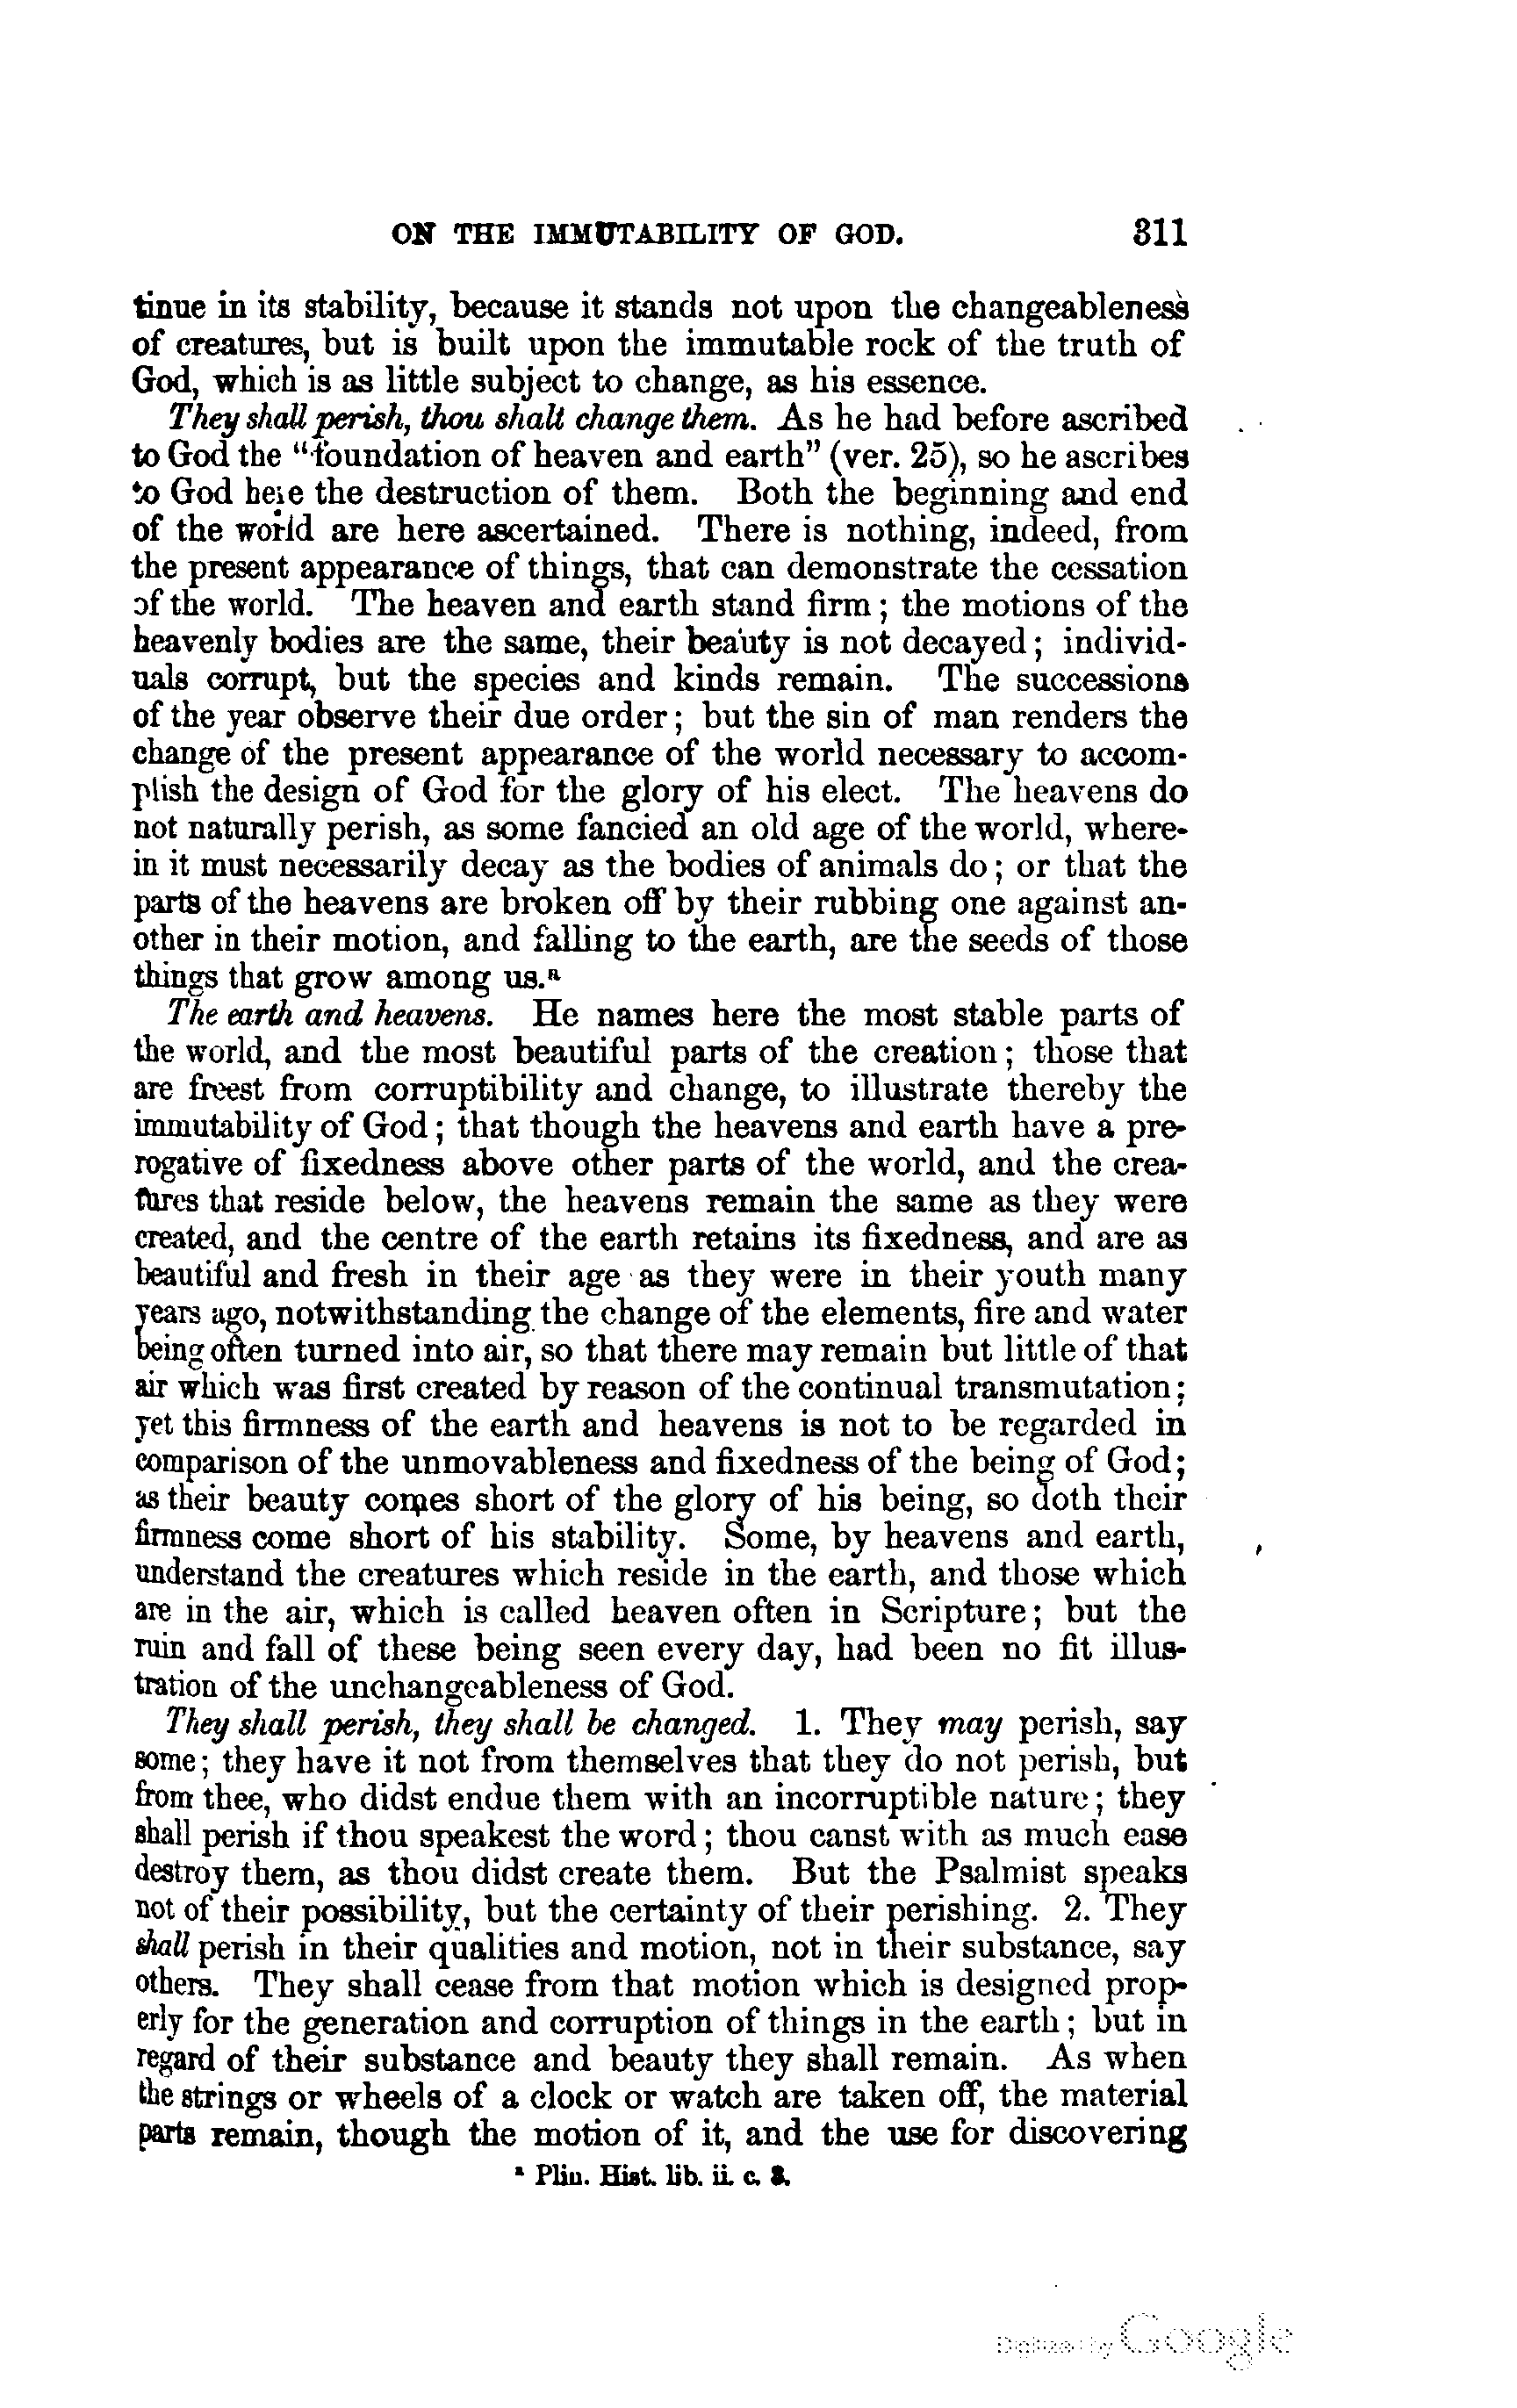 ON THE IMMUTABILITY OF GOD. 311
tinue in its stability, because it stands not upon the changeableness
of creatures, but is built upon the immutable rock of the truth of
God, which is as little subject to change, as his essence.
They shall perish, thou shalt change them. As he had before ascribed
to God the "foundation of heaven and earth" (ver. 25), so he ascribes
to God here the destruction of them. Both the beginning and end
of the world are here ascertained. There is nothing, indeed, from
the present appearance of things, that can demonstrate the cessation
of the world. The heaven and earth stand firm; the motions of the
heavenly bodies are the same, their beauty is not decayed; individ-
uals corrupt, but the species and kinds remain. The successions
of the year observe their due order; but the sin of man renders the
change of the present appearance of the world necessary to accom-
plish the design of God for the glory of his elect. The heavens do
not naturally perish, as some fancied an old age of the world, where-
in it must necessarily decay as the bodies of animals do; or that the
parts of the heavens are broken off by their rubbing one against an-
other in their motion, and falling to the earth, are the seeds of those
things that grow among us.ⁿ
The earth and heavens. He names here the most stable parts of
the world, and the most beautiful parts of the creation; those that
are freest from corruptibility and change, to illustrate thereby the
immutability of God; that though the heavens and earth have a pre-
rogative of fixedness above other parts of the world, and the crea-
tures that reside below, the heavens remain the same as they were
created, and the centre of the earth retains its fixedness, and are as
beautiful and fresh in their age as they were in their youth many
years ago, notwithstanding the change of the elements, fire and water
being often turned into air, so that there may remain but little of that
air which was first created by reason of the continual transmutation;
yet this firmness of the earth and heavens is not to be regarded in
comparison of the unmovableness and fixedness of the being of God;
as their beauty comes short of the glory of his being, so doth their
firmness come short of his stability. Some, by heavens and earth,
understand the creatures which reside in the earth, and those which
are in the air, which is called heaven often in Scripture; but the
ruin and fall of these being seen every day, had been no fit illus-
tration of the unchangeableness of God.
They shall perish, they shall be changed. 1. They may perish, say
some; they have it not from themselves that they do not perish, but
from thee, who didst endue them with an incorruptible nature; they
shall perish if thou speakest the word; thou canst with as much ease
destroy them, as thou didst create them. But the Psalmist speaks
not of their possibility, but the certainty of their perishing. 2. They
shall perish in their qualities and motion, not in their substance, say
others. They shall cease from that motion which is designed prop-
erly for the generation and corruption of things in the earth; but in
regard of their substance and beauty they shall remain. As when
the strings or wheels of a clock or watch are taken off, the material
parts remain, though the motion of it, and the use for discovering
ⁿ Plin. Hist. lib. ii. c. 3.
Digitized by Google